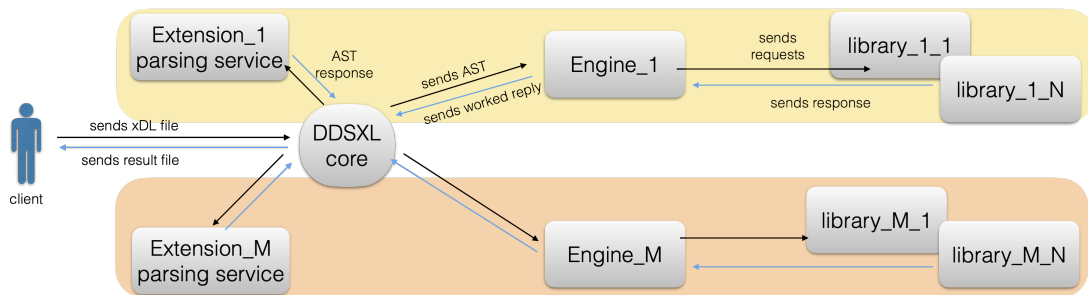 Extension_1
parsing service
AST
response
sends AST
sends worked reply
Engine_1
sends
requests
sends response
library_1_1
library_1_N
sends xDL file
sends result file
client
DDSXL
core
Extension_M
parsing service
Engine_M
library_M_1
library_M_N